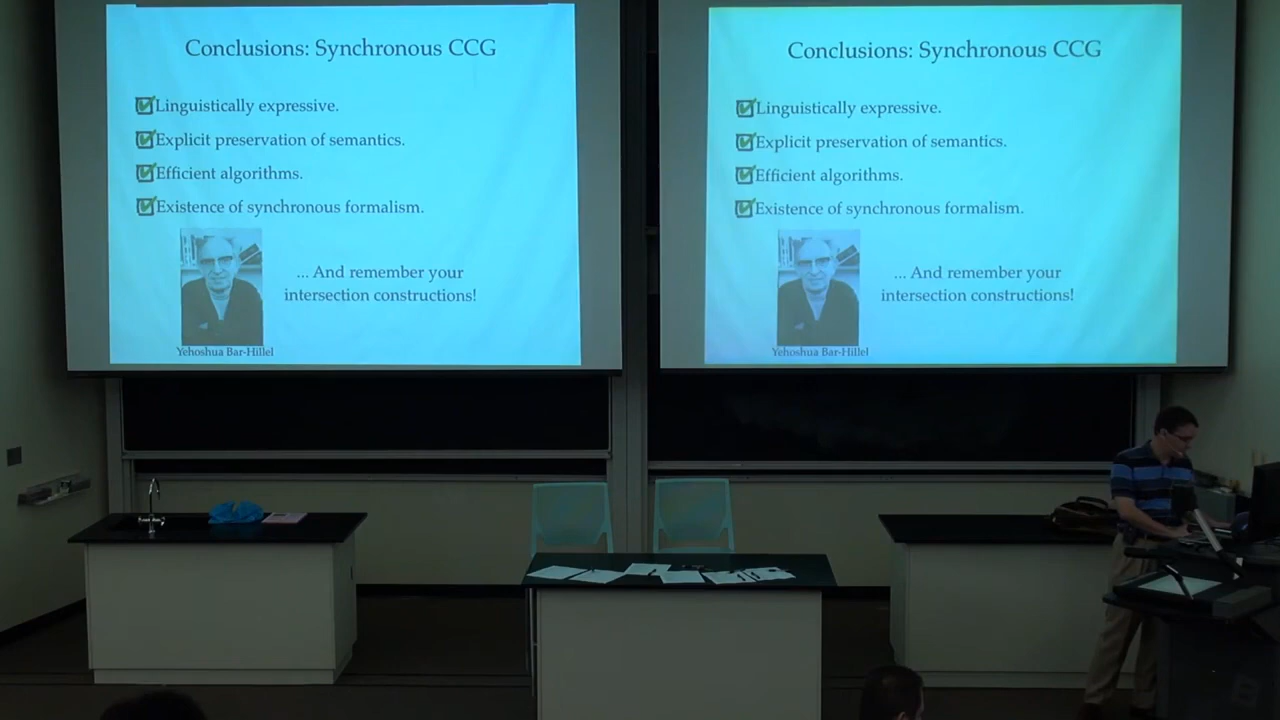 Conclusions: Synchronous CCG
Linguistically expressive.
Explicit preservation of semantics.
Efficient algorithms.
Existence of synchronous formalism.
... And remember your
intersection constructions!
Yehoshua Bar-Hillel
Conclusions: Synchronous CCG
Linguistically expressive.
Explicit preservation of semantics.
Efficient algorithms.
Existence of synchronous formalism.
... And remember your
intersection constructions!
Yehoshua Bar-Hillel